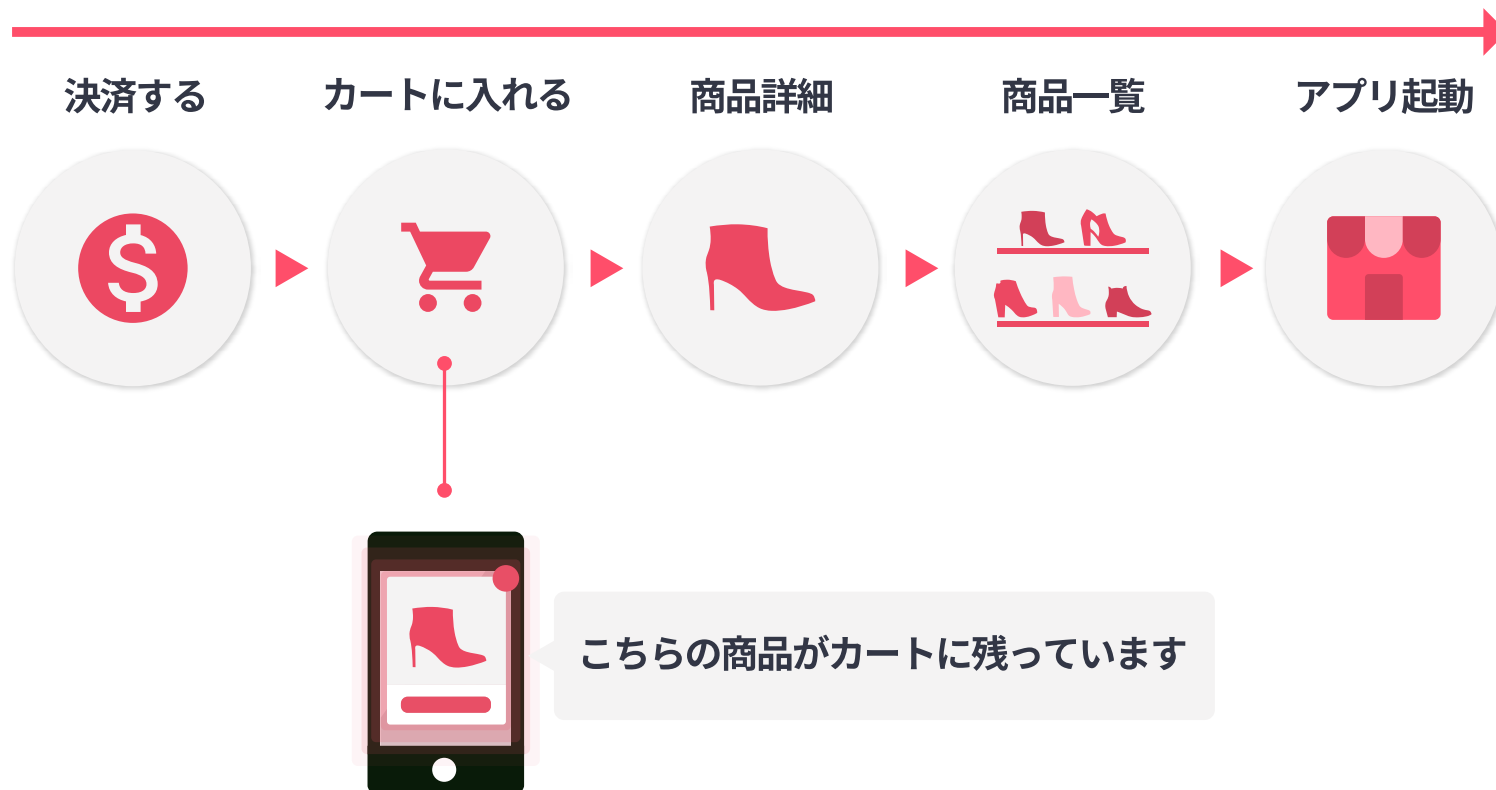 決済する
カートに入れる
商品詳細
商品一覧
アプリ起動
こちらの商品がカートに残っています